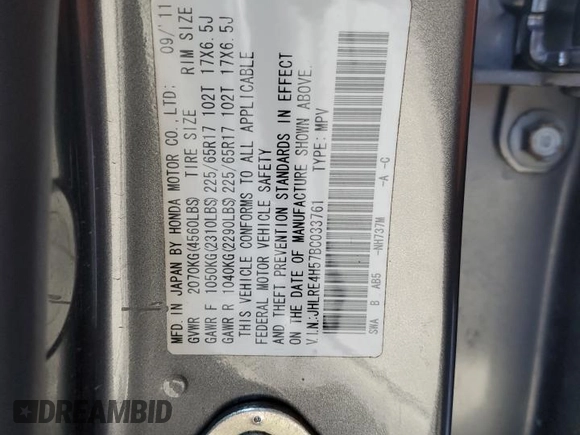 MFD. IN JAPAN BY HONDA MOTOR CO., LTD; 09/'11
GVWR 2070KG(4560LBS) TIRE SIZE RIM SIZE
GAWR F 1050KG(2310LBS) 225/65R17 102T 17X6.5J
GAWR R 1040KG(2290LBS) 225/65R17 102T 17X6.5J
THIS VEHICLE CONFORMS TO ALL APPLICABLE
FEDERAL MOTOR VEHICLE SAFETY
AND THEFT PREVENTION STANDARDS IN EFFECT
ON THE DATE OF MANUFACTURE SHOWN ABOVE.
V.I.N:JHLRE4H57BC033761 TYPE: MPV
SWA B AB5 -NH737M -A -C
DREAMBID